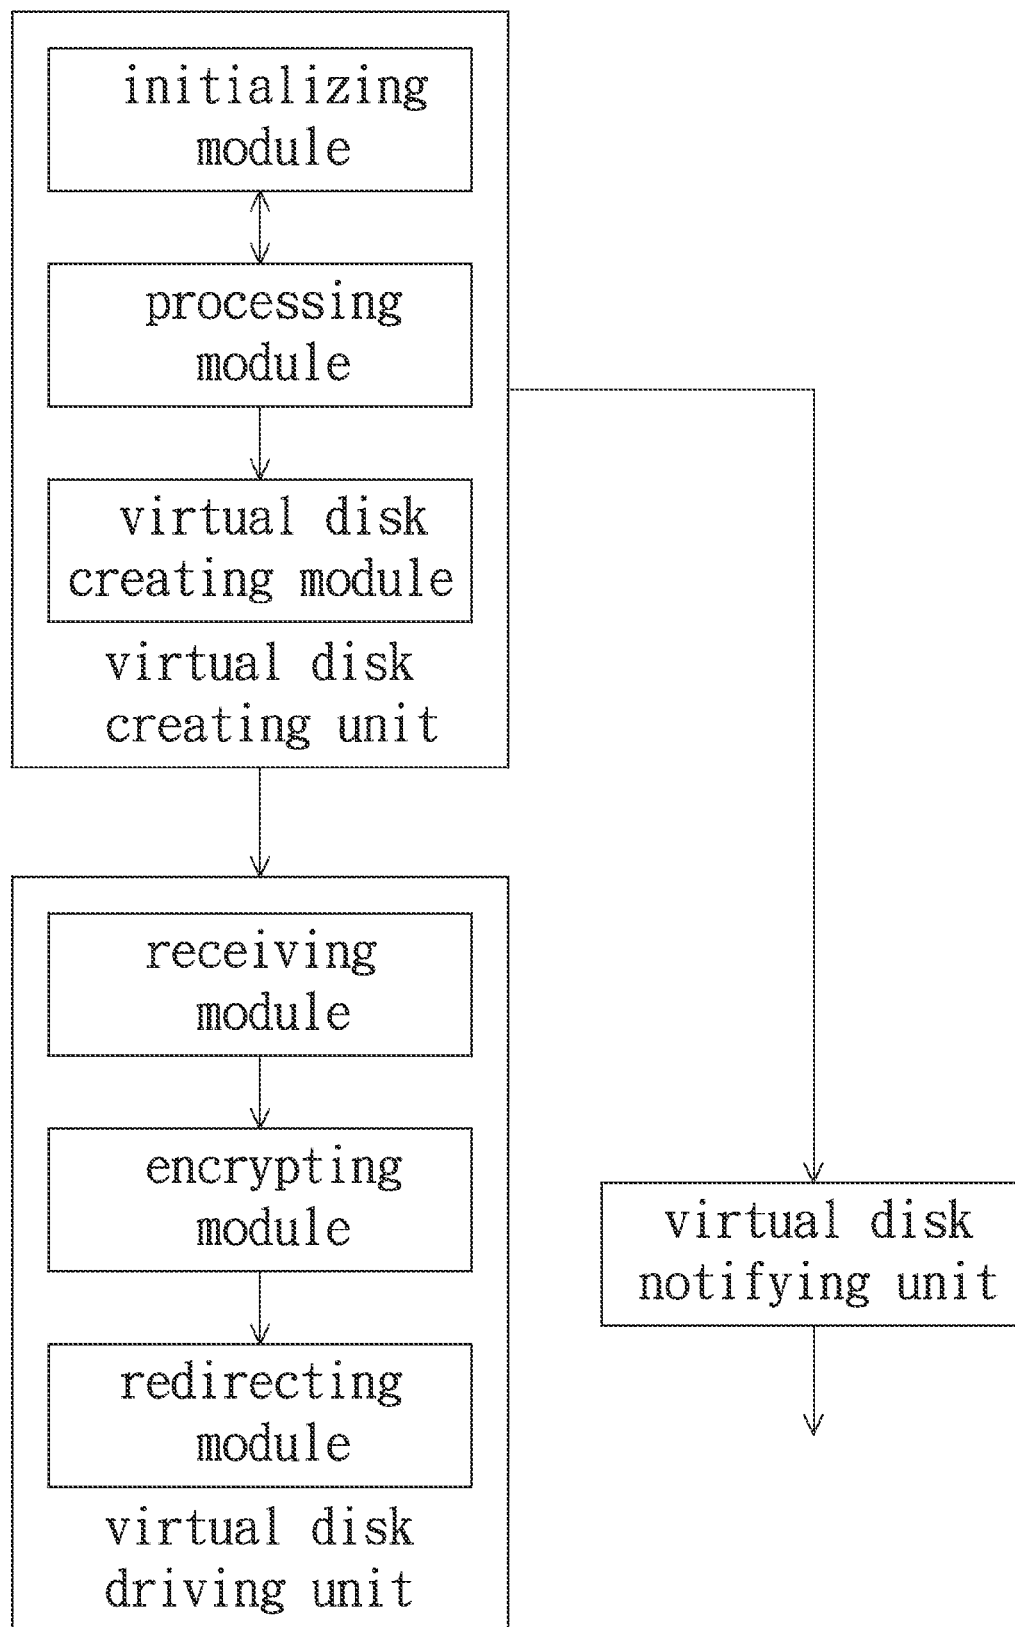 initializing
module
processing
module
virtual disk
creating module
virtual disk
creating unit
receiving
module
encrypting
module
virtual disk
notifying unit
redirecting
module
virtual disk
driving unit